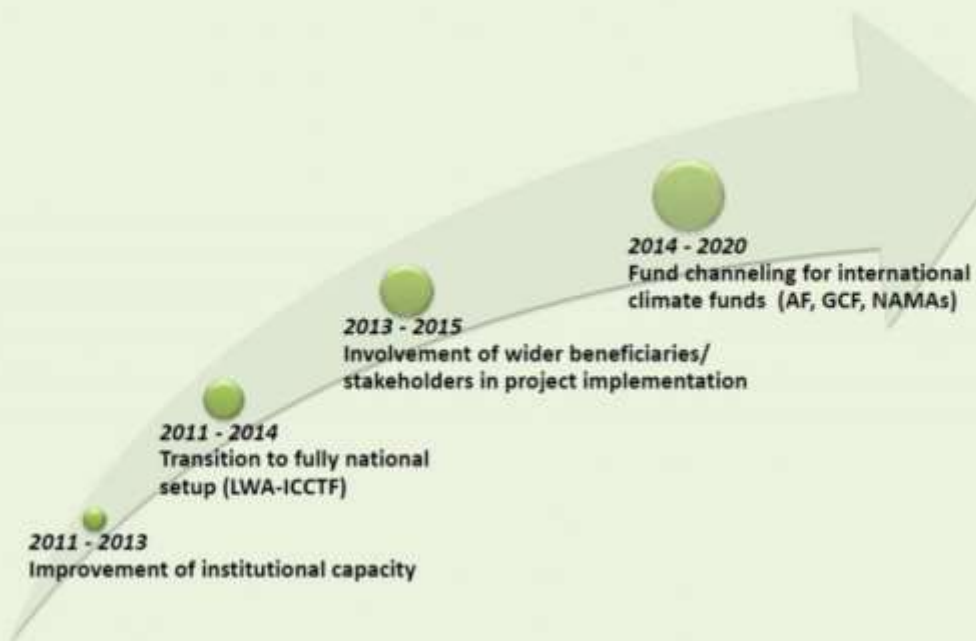 2014 - 2020
Fund channeling for international
climate funds (AF, GCF, NAMAs)
2013 - 2015
Involvement of wider beneficiaries/
stakeholders in project implementation
2011 - 2014
Transition to fully national
setup (LWA-ICCTF)
2011 - 2013
Improvement of institutional capacity